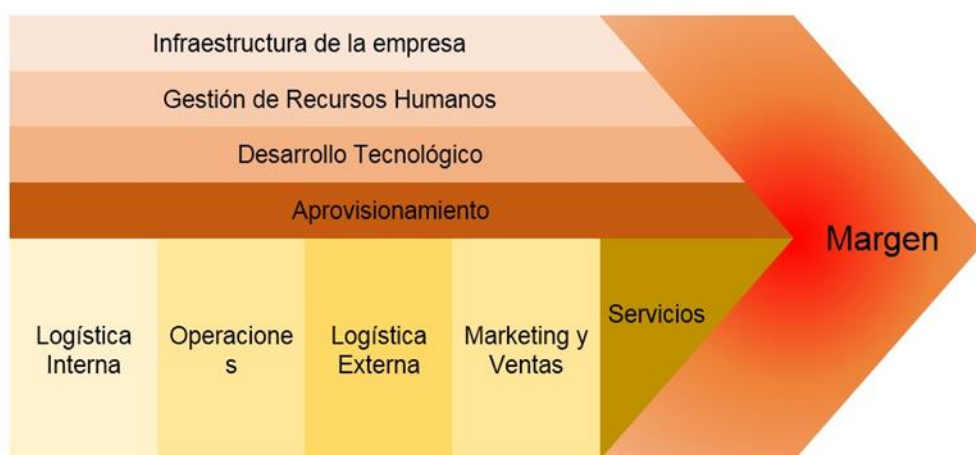 Infraestructura de la empresa
Gestión de Recursos Humanos
Desarrollo Tecnológico
Aprovisionamiento
Margen
Logística
Interna
Operacione
s
Logística
Externa
Marketing y
Ventas
Servicios